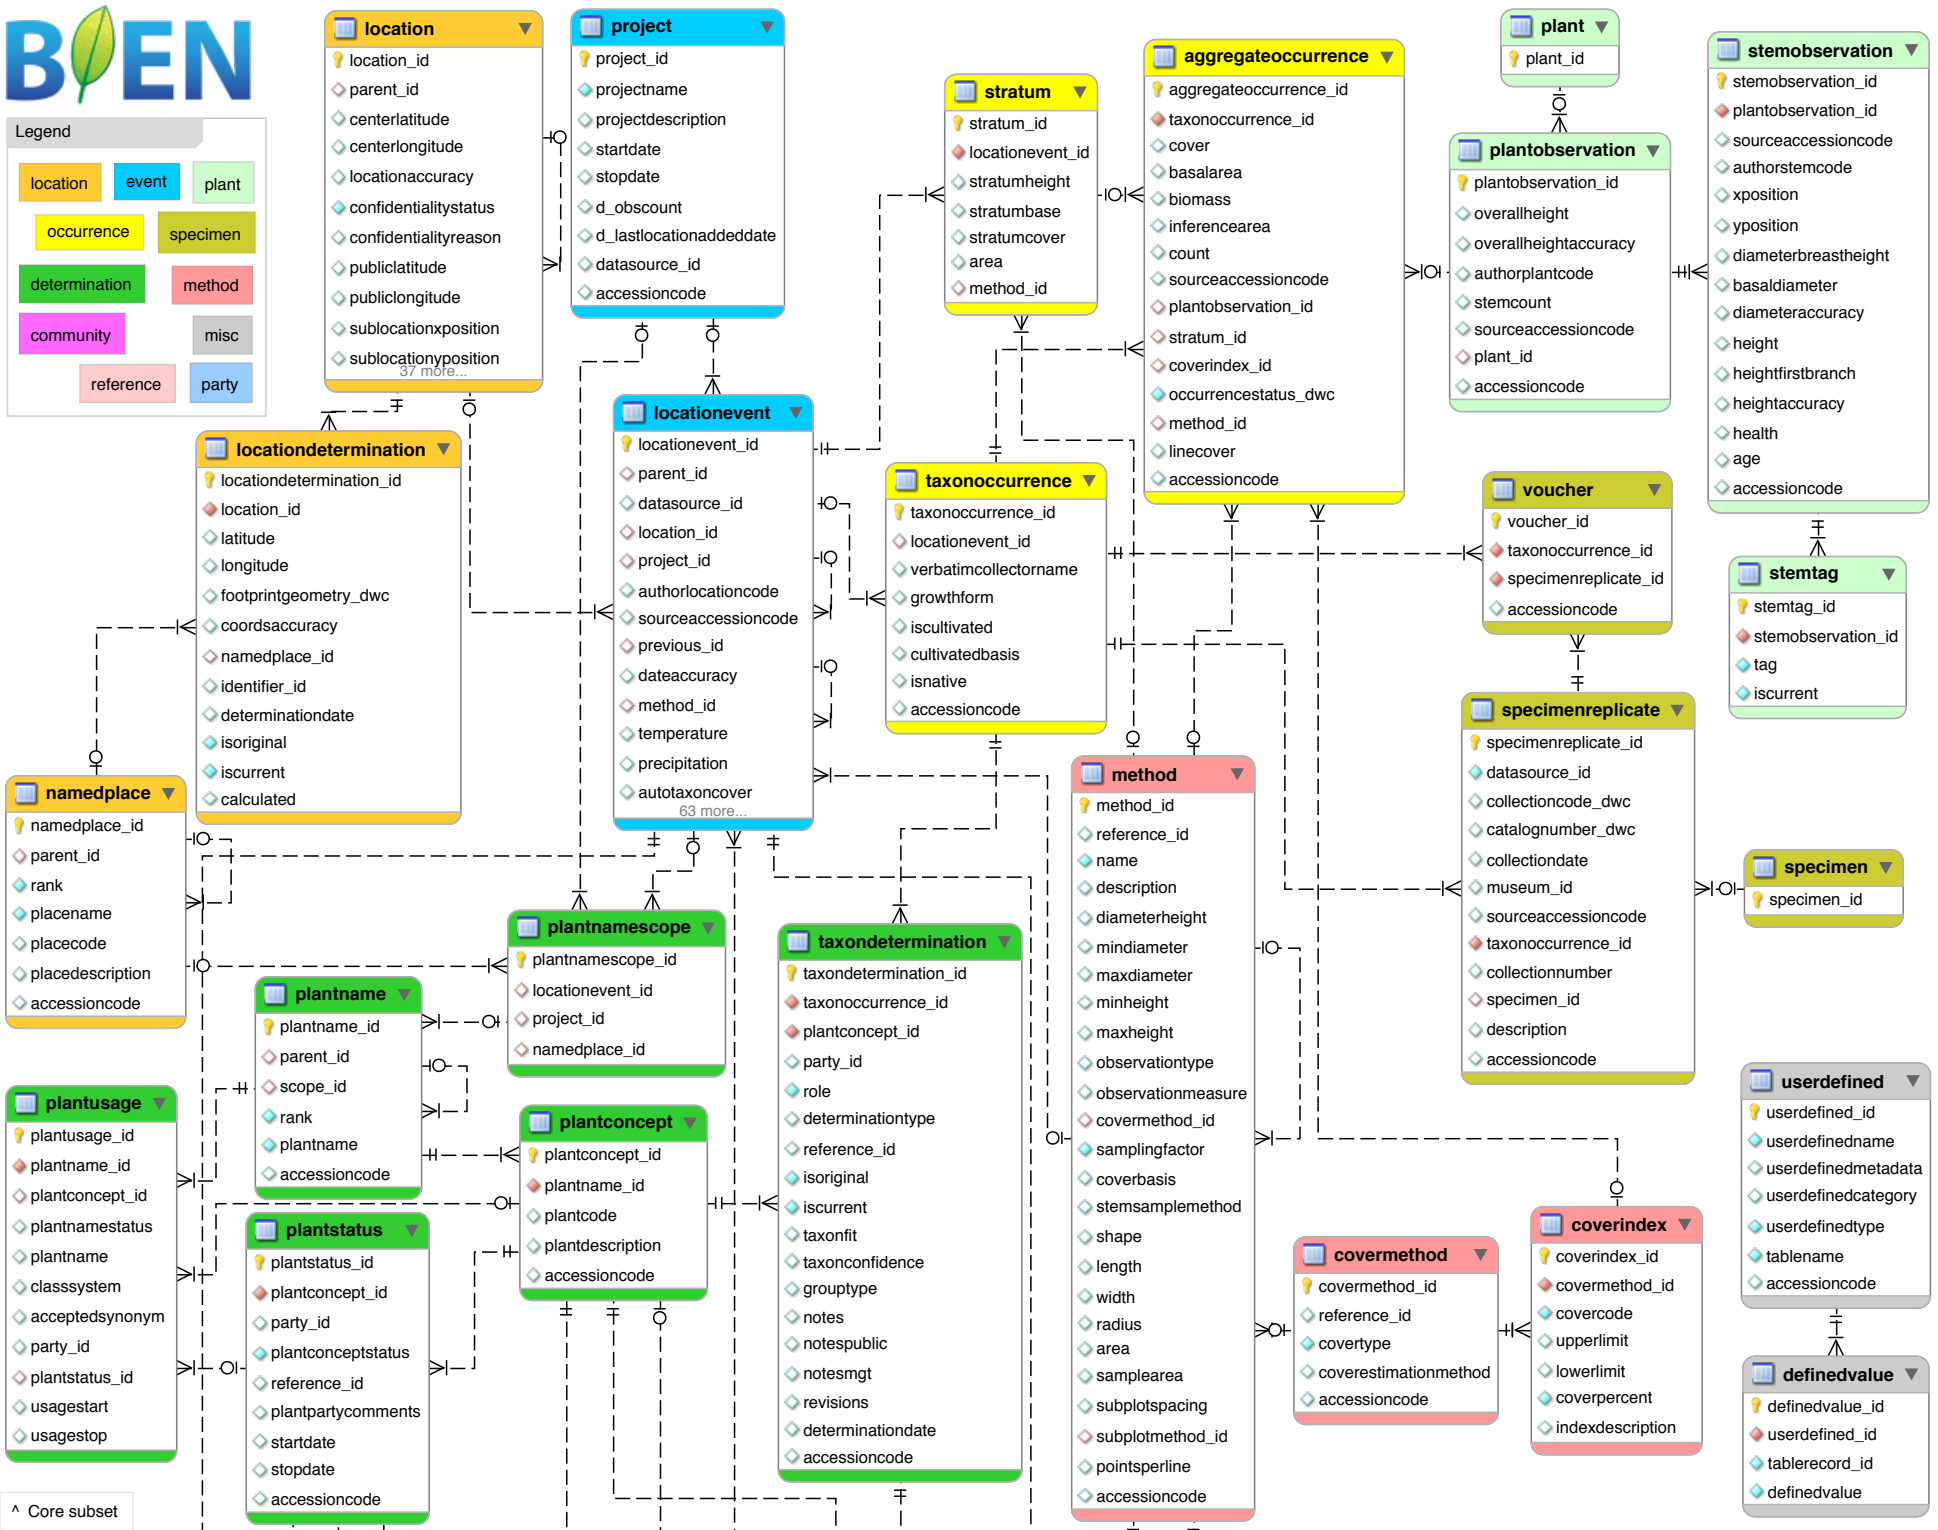 BIEN
Legend
location
event
plant
occurrence
specimen
determination
method
community
misc
reference
party
location
location_id
parent_id
centerlatitude
centerlongitude
locationaccuracy
confidentialitystatus
confidentialityreason
publiclatitude
publiclongitude
sublocationxposition
sublocationyposition
37 more...
project
project_id
projectname
projectdescription
startdate
stopdate
d_obscount
d_lastlocationaddeddate
datasource_id
accessioncode
stratum
stratum_id
locationevent_id
stratumheight
stratumbase
stratumcover
area
method_id
aggregateoccurrence
aggregateoccurrence_id
taxonoccurrence_id
cover
basalarea
biomass
inferencearea
count
sourceaccessioncode
plantobservation_id
stratum_id
coverindex_id
occurrencestatus_dwc
method_id
linecover
accessioncode
plant
plant_id
plantobservation
plantobservation_id
overallheight
overallheightaccuracy
authorplantcode
stemcount
sourceaccessioncode
plant_id
accessioncode
stemobservation
stemobservation_id
plantobservation_id
sourceaccessioncode
authorstemcode
xposition
yposition
diameterbreastheight
basaldiameter
diameteraccuracy
height
heightfirstbranch
heightaccuracy
health
age
accessioncode
locationdetermination
locationdetermination_id
location_id
latitude
longitude
footprintgeometry_dwc
coordsaccuracy
namedplace_id
identifier_id
determinationdate
isoriginal
iscurrent
calculated
locationevent
locationevent_id
parent_id
datasource_id
location_id
project_id
authorlocationcode
sourceaccessioncode
previous_id
dateaccuracy
method_id
temperature
precipitation
autotaxoncover
63 more...
taxonoccurrence
taxonoccurrence_id
locationevent_id
verbatimcollectorname
growthform
iscultivated
cultivatedbasis
isnative
accessioncode
voucher
voucher_id
taxonoccurrence_id
specimenreplicate_id
accessioncode
stemtag
stemtag_id
stemobservation_id
tag
iscurrent
namedplace
namedplace_id
parent_id
rank
placename
placecode
placedescription
accessioncode
method
method_id
reference_id
name
description
diameterheight
mindiameter
maxdiameter
minheight
maxheight
observationtype
observationmeasure
covermethod_id
samplingfactor
coverbasis
stemsamplemethod
shape
length
width
radius
area
samplearea
subplotspacing
subplotmethod_id
pointsperline
accessioncode
specimenreplicate
specimenreplicate_id
datasource_id
collectioncode_dwc
catalognumber_dwc
collectiondate
museum_id
sourceaccessioncode
taxonoccurrence_id
collectionnumber
specimen_id
description
accessioncode
specimen
specimen_id
plantnamescope
plantnamescope_id
locationevent_id
project_id
namedplace_id
taxondetermination
taxondetermination_id
taxonoccurrence_id
plantconcept_id
party_id
role
determinationtype
reference_id
isoriginal
iscurrent
taxonfit
taxonconfidence
grouptype
notes
notespublic
notesmgt
revisions
determinationdate
accessioncode
plantname
plantname_id
parent_id
scope_id
rank
plantname
accessioncode
plantusage
plantusage_id
plantname_id
plantconcept_id
plantnamestatus
plantname
classsystem
acceptedsynonym
party_id
plantstatus_id
usagestart
usagestop
plantconcept
plantconcept_id
plantname_id
plantcode
plantdescription
accessioncode
plantstatus
plantstatus_id
plantconcept_id
party_id
plantconceptstatus
reference_id
plantpartycomments
startdate
stopdate
accessioncode
userdefined
userdefined_id
userdefinedname
userdefinedmetadata
userdefinedcategory
userdefinedtype
tablename
accessioncode
covermethod
covermethod_id
reference_id
covertype
coverestimationmethod
accessioncode
coverindex
coverindex_id
covermethod_id
covercode
upperlimit
lowerlimit
coverpercent
indexdescription
definedvalue
definedvalue_id
userdefined_id
tablerecord_id
definedvalue
^ Core subset